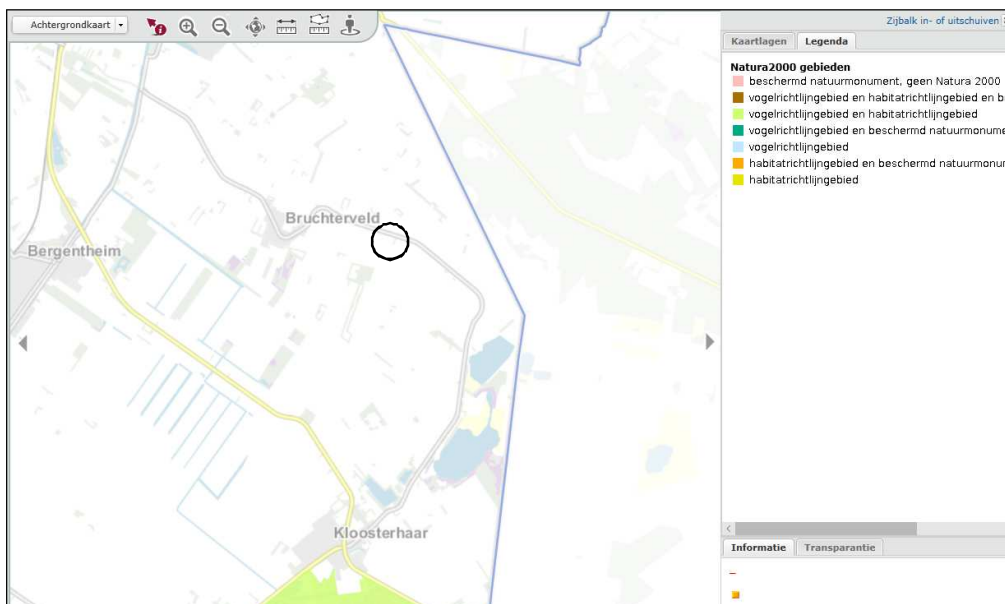 Achtergrondkaart
Zijbalk in- of uitschuiven
Kaartlagen Legenda
Natura2000 gebieden
beschermd natuurmonument, geen Natura 2000
vogelrichtlijngebied en habitatrichtlijngebied en b
vogelrichtlijngebied en habitatrichtlijngebied
vogelrichtlijngebied en beschermd natuurmonume
vogelrichtlijngebied
habitatrichtlijngebied en beschermd natuurmonu
habitatrichtlijngebied
Bruchterveld
Bergentheim
Kloosterhaar
Informatie Transparantie